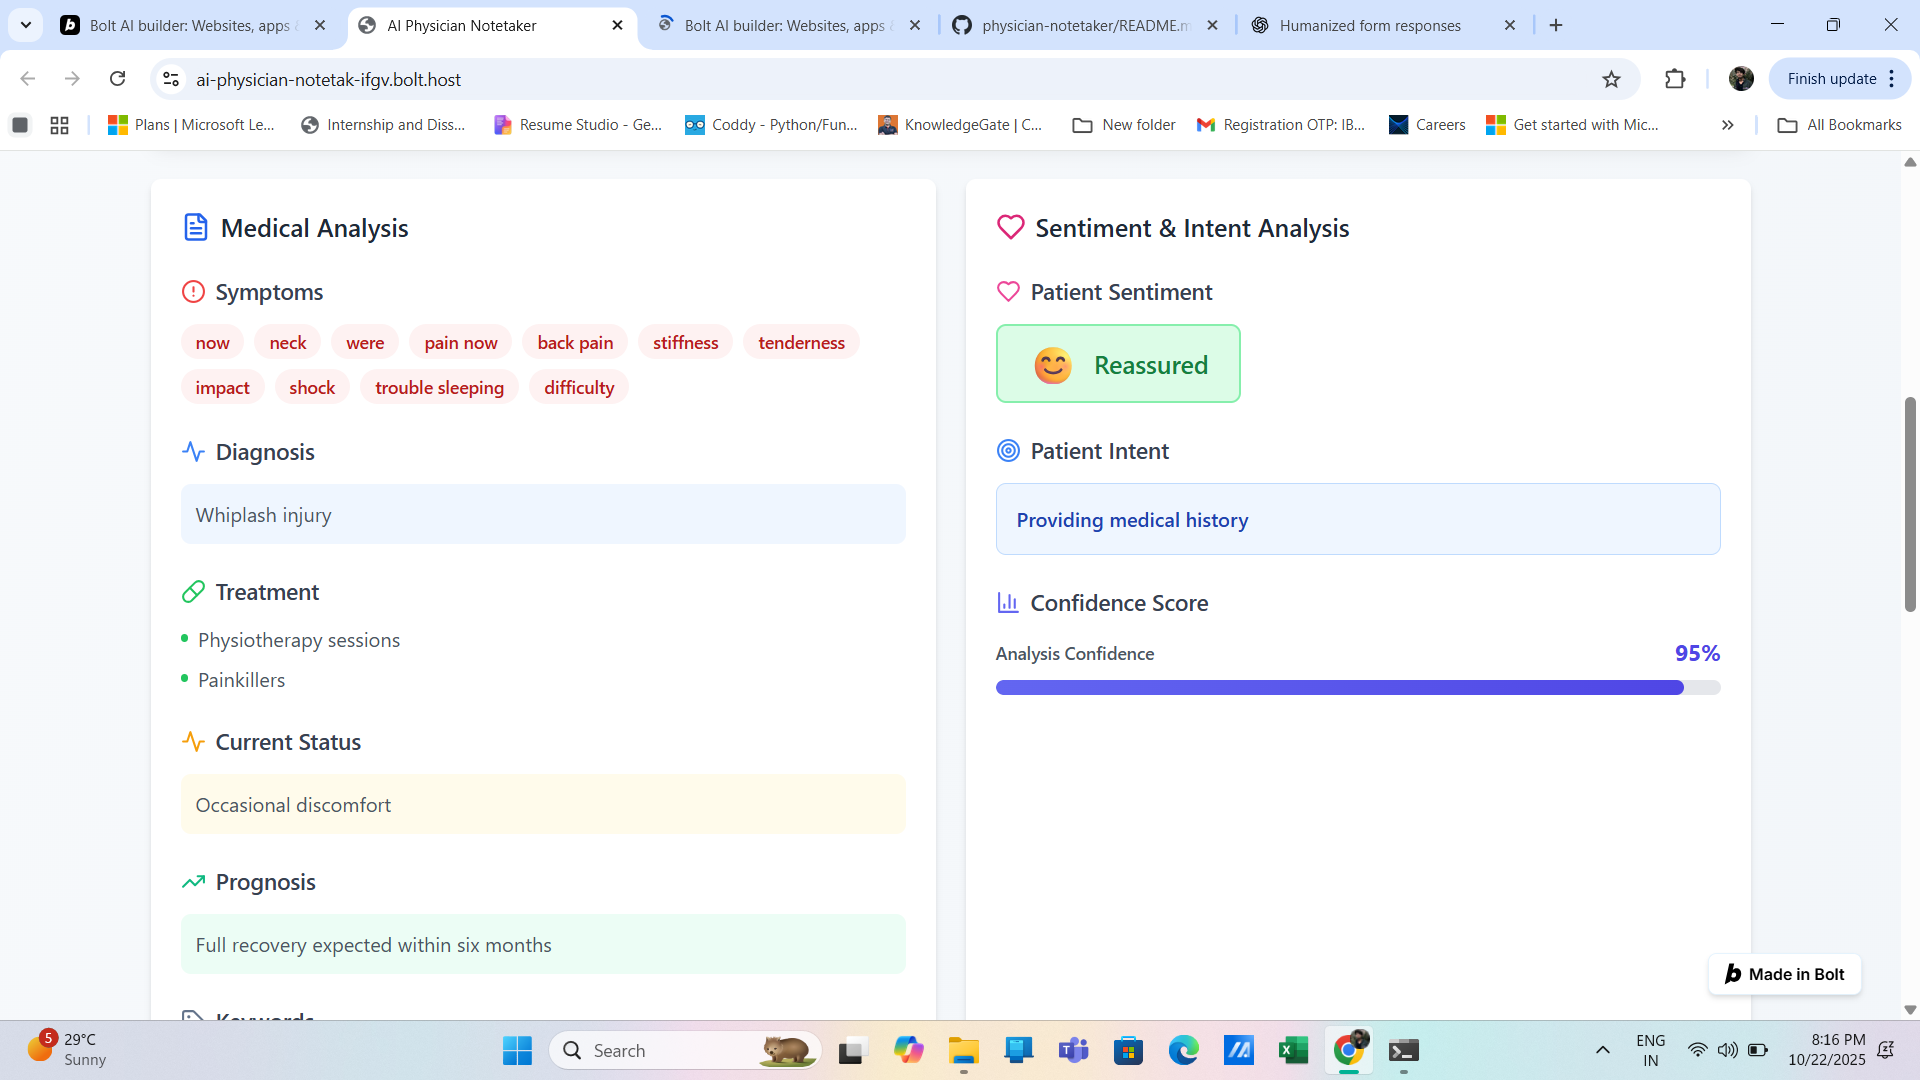 Bolt AI builder: Websites, apps &
AI Physician Notetaker
Bolt AI builder: Websites, apps &
physician-notetaker/README.m
Humanized form responses
ai-physician-notetak-ifgv.bolt.host
Finish update
Plans | Microsoft Le...
Internship and Diss...
Resume Studio - Ge...
Coddy - Python/Fun...
KnowledgeGate | C...
New folder
Registration OTP: IB...
Careers
Get started with Mic...
All Bookmarks
Medical Analysis
Symptoms
now neck were pain now back pain stiffness tenderness
impact shock trouble sleeping difficulty
Diagnosis
Whiplash injury
Treatment
Physiotherapy sessions
Painkillers
Current Status
Occasional discomfort
Prognosis
Full recovery expected within six months
Keywords
Sentiment & Intent Analysis
Patient Sentiment
Reassured
Patient Intent
Providing medical history
Confidence Score
Analysis Confidence 95%
b Made in Bolt
5
29°C
Sunny
Search
ENG
IN
8:16 PM
10/22/2025